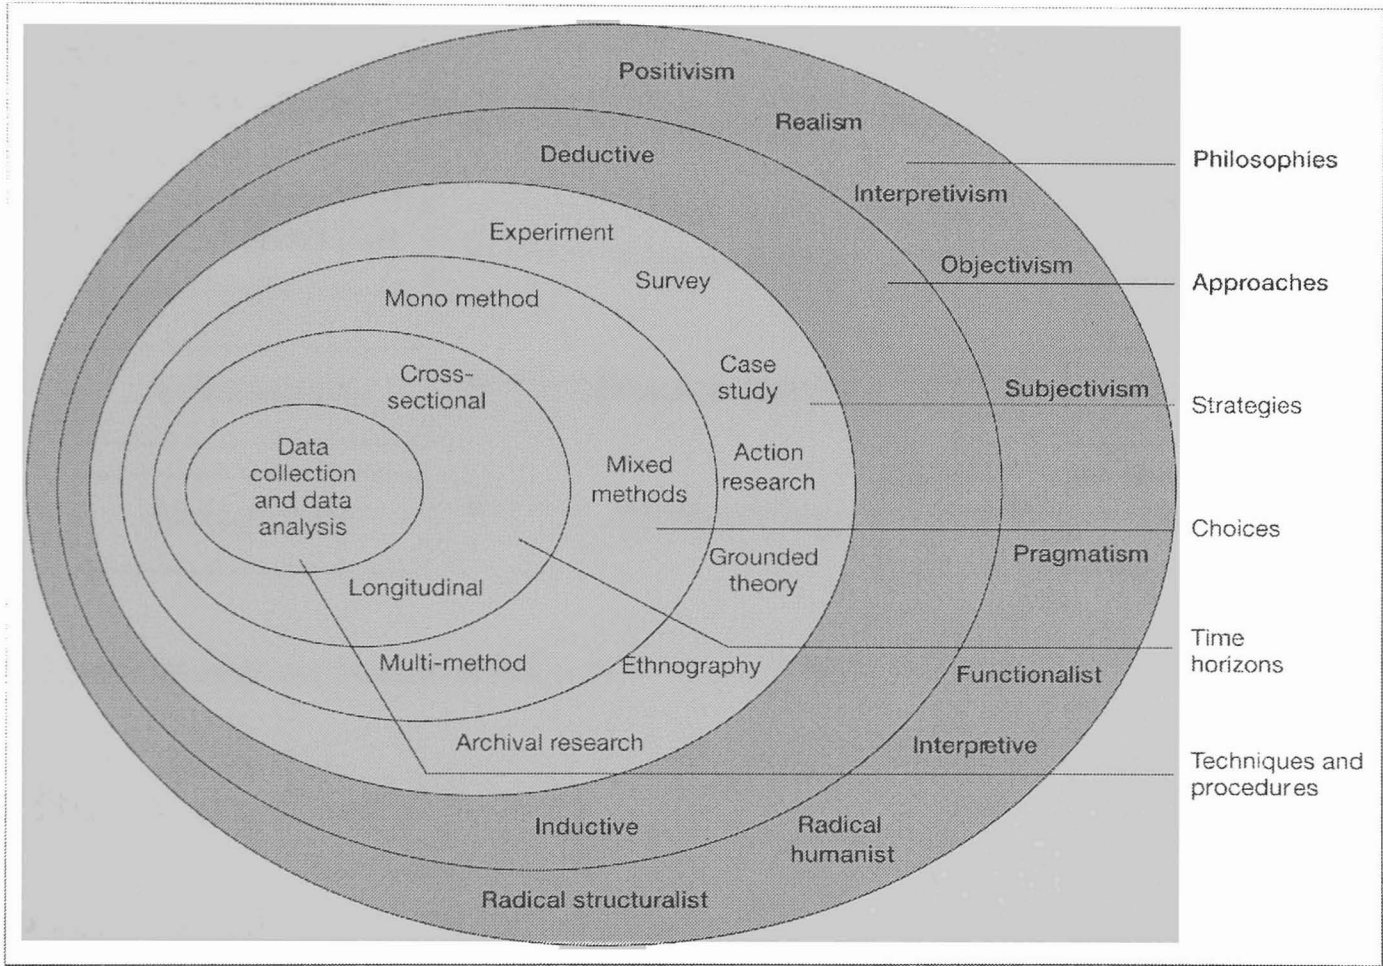 Positivism
Realism
Philosophies
Deductive
Interpretivism
Experiment
Objectivism
Survey
Approaches
Mono method
Case
study
Cross-
sectional
Subjectivism
Strategies
Data
collection
and data
analysis
Mixed
methods
Action
research
Choices
Pragmatism
Grounded
theory
Longitudinal
Time
horizons
Multi-method
Ethnography
Functionalist
Archival research
Interpretive
Techniques and
procedures
Inductive
Radical
humanist
Radical structuralist